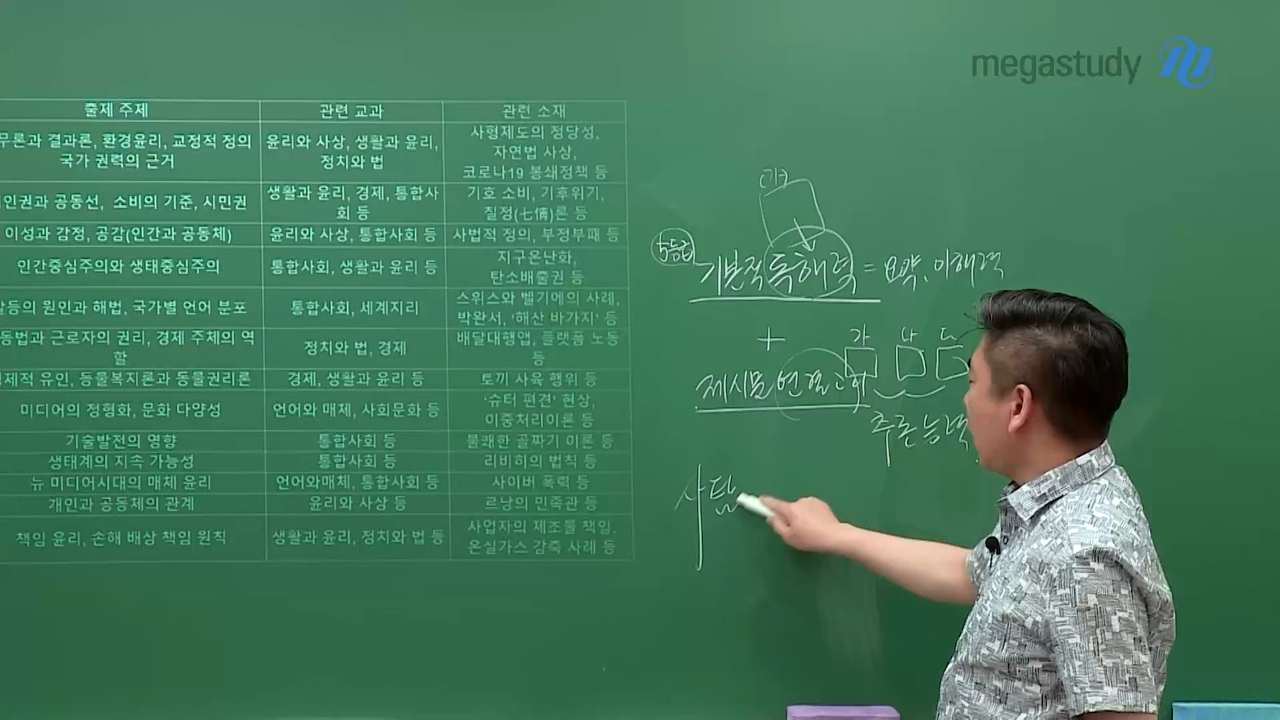 megastudy
출제 주제 관련 교과 관련 소재
무론과 결과론, 환경윤리, 교정적 정의
국가 권력의 근거
윤리와 사상, 생활과 윤리,
정치와 법
사형제도의 정당성,
자연법 사상,
코로나19 봉쇄정책 등
인권과 공동선, 소비의 기준, 시민권
생활과 윤리, 경제, 통합사
회 등
기호 소비, 기후위기,
칠정(七情)론 등
이성과 감정, 공감(인간과 공동체) 윤리와 사상, 통합사회 등 사법적 정의, 부정부패 등
인간중심주의와 생태중심주의 통합사회, 생활과 윤리 등
지구온난화,
탄소배출권 등
등의 원인과 해법, 국가별 언어 분포 통합사회, 세계지리
스위스와 벨기에의 사례,
박완서, '해산 바가지' 등
동법과 근로자의 권리, 경제 주체의 역
할
정치와 법, 경제
배달대행앱, 플랫폼 노동
등
제적 유인, 동물복지론과 동물권리론 경제, 생활과 윤리 등 토끼 사육 행위 등
미디어의 정형화, 문화 다양성 언어와 매체, 사회문화 등
'슈터 편견' 현상,
이중처리이론 등
기술발전의 영향 통합사회 등 불쾌한 골짜기 이론 등
생태계의 지속 가능성 통합사회 등 리비히의 법칙 등
뉴 미디어시대의 매체 윤리 언어와매체, 통합사회 등 사이버 폭력 등
개인과 공동체의 관계 윤리와 사상 등 르낭의 민족관 등
책임 윤리, 손해 배상 책임 원칙 생활과 윤리, 정치와 법 등
사업자의 제조물 책임,
온실가스 감축 사례 등
5등급 기본적 독해력 = 요약, 이해력
+
가 나 다
제시문 연결
추론능력
사탐